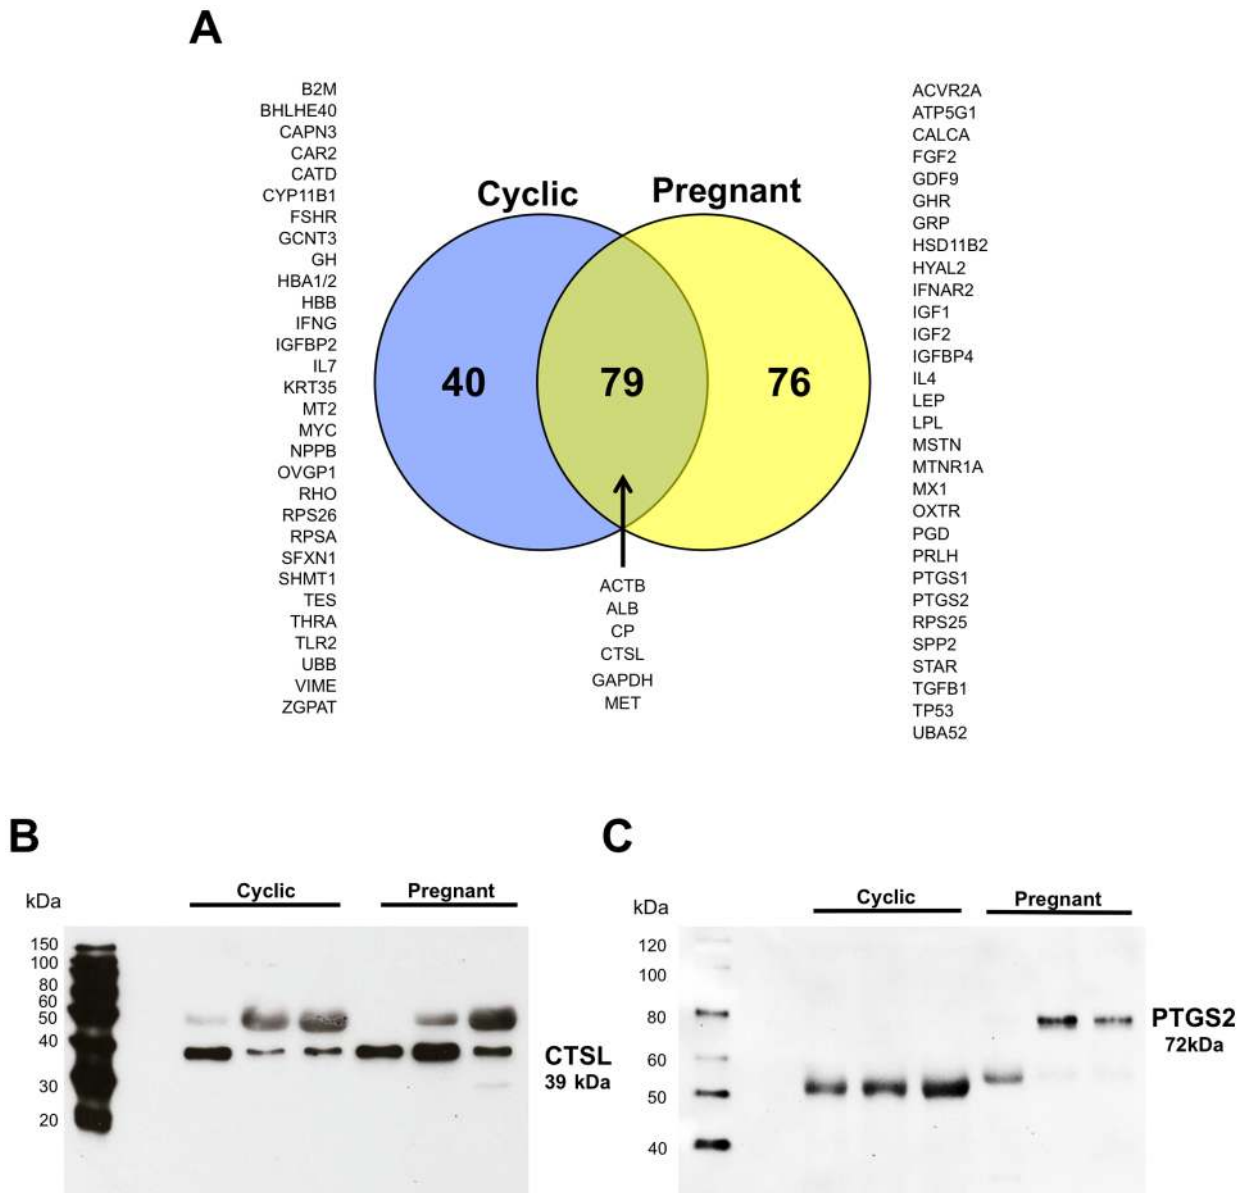 A
B2M
BHLHE40
CAPN3
CAR2
CATD
CYP11B1
FSHR
GCNT3
GH
HBA1/2
HBB
IFNG
IGFBP2
IL7
KRT35
MT2
MYC
NPPB
OVGP1
RHO
RPS26
RPSA
SFXN1
SHMT1
TES
THRA
TLR2
UBB
VIME
ZGPAT
Cyclic Pregnant
40 79 76
ACTB
ALB
CP
CTSL
GAPDH
MET
ACVR2A
ATP5G1
CALCA
FGF2
GDF9
GHR
GRP
HSD11B2
HYAL2
IFNAR2
IGF1
IGF2
IGFBP4
IL4
LEP
LPL
MSTN
MTNR1A
MX1
OXTR
PGD
PRLH
PTGS1
PTGS2
RPS25
SPP2
STAR
TGFB1
TP53
UBA52
B
kDa
Cyclic Pregnant
150
100
80
60
50
40
30
20
CTSL
39 kDa
C
kDa
Cyclic Pregnant
120
100
80
60
50
40
PTGS2
72kDa